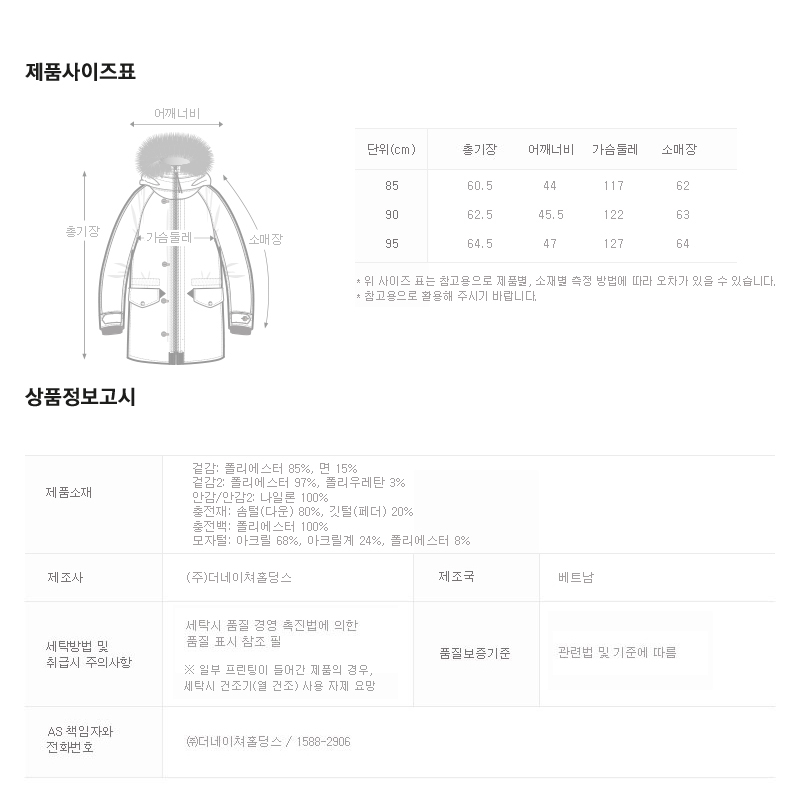 제품사이즈표
어깨너비
총기장
가슴둘레
소매장
단위(cm) 총기장 어깨너비 가슴둘레 소매장
85 60.5 44 117 62
90 62.5 45.5 122 63
95 64.5 47 127 64
* 위 사이즈 표는 참고용으로 제품별, 소재별 측정 방법에 따라 오차가 있을 수 있습니다.
* 참고용으로 활용해 주시기 바랍니다.
상품정보고시
제품소재
겉감: 폴리에스터 85%, 면 15%
겉감2: 폴리에스터 97%, 폴리우레탄 3%
안감/안감2: 나일론 100%
충전재: 솜털(다운) 80%, 깃털(페더) 20%
충전백: 폴리에스터 100%
모자털: 아크릴 68%, 아크릴계 24%, 폴리에스터 8%
제조사 (주)더네이쳐홀딩스 제조국 베트남
세탁방법 및
취급시 주의사항
세탁시 품질 경영 촉진법에 의한
품질 표시 참조 필
※ 일부 프린팅이 들어간 제품의 경우,
세탁시 건조기(열 건조) 사용 자제 요망
품질보증기준 관련법 및 기준에 따름
AS 책임자와
전화번호
㈜더네이쳐홀딩스 / 1588-2906